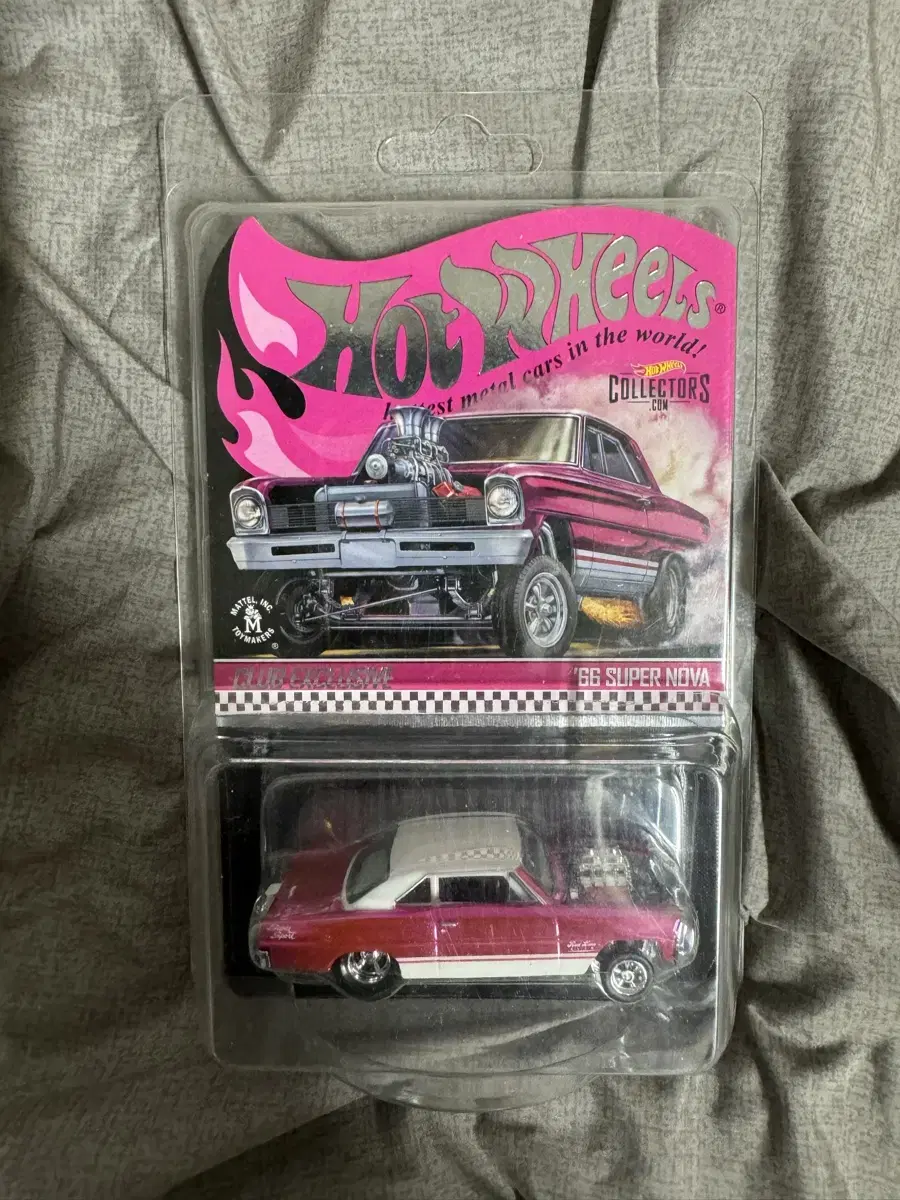 HOT WHEELS®
hottest metal cars in the world!
HOT WHEELS
COLLECTORS
.COM
MATTEL, INC.
M
TOYMAKERS
®
CLUB EXCLUSIVE
'66 SUPER NOVA